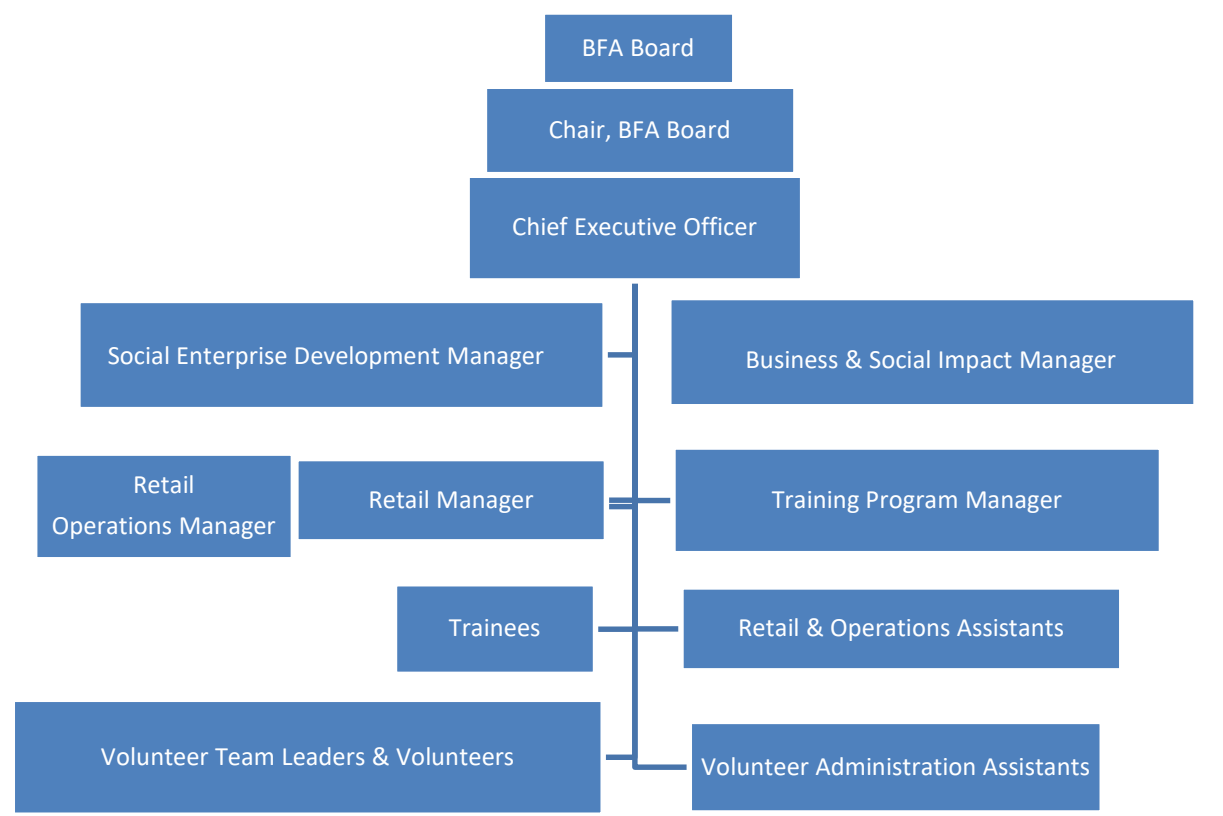 BFA Board
Chair, BFA Board
Chief Executive Officer
Social Enterprise Development Manager
Business & Social Impact Manager
Retail
Operations Manager
Retail Manager
Training Program Manager
Trainees
Retail & Operations Assistants
Volunteer Team Leaders & Volunteers
Volunteer Administration Assistants